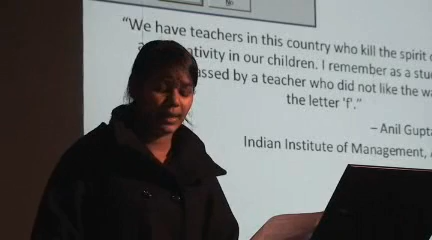 “We have teachers in this country who kill the spirit
in our children. I remember as a
by a teacher who did not like the
the letter 'f'.”
– Anil Gupta
Indian Institute of Management,